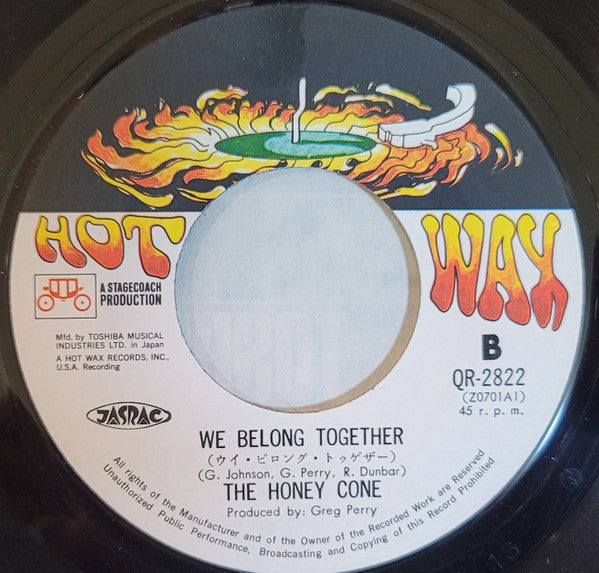 HOT WAX
A STAGECOACH
PRODUCTION
Mfd. by TOSHIBA MUSICAL
INDUSTRIES LTD. in Japan
A HOT WAX RECORDS, INC.,
U.S.A. Recording
B
QR-2822
(Z0701A1)
45 r. p. m.
JASRAC
WE BELONG TOGETHER
(ウイ・ビロング・トゥゲザー)
(G. Johnson, G. Perry, R. Dunbar)
THE HONEY CONE
Produced by: Greg Perry
All rights of the Manufacturer and of the Owner of the Recorded Work are Reserved
Unauthorized Public Performance, Broadcasting and Copying of this Record Prohibited